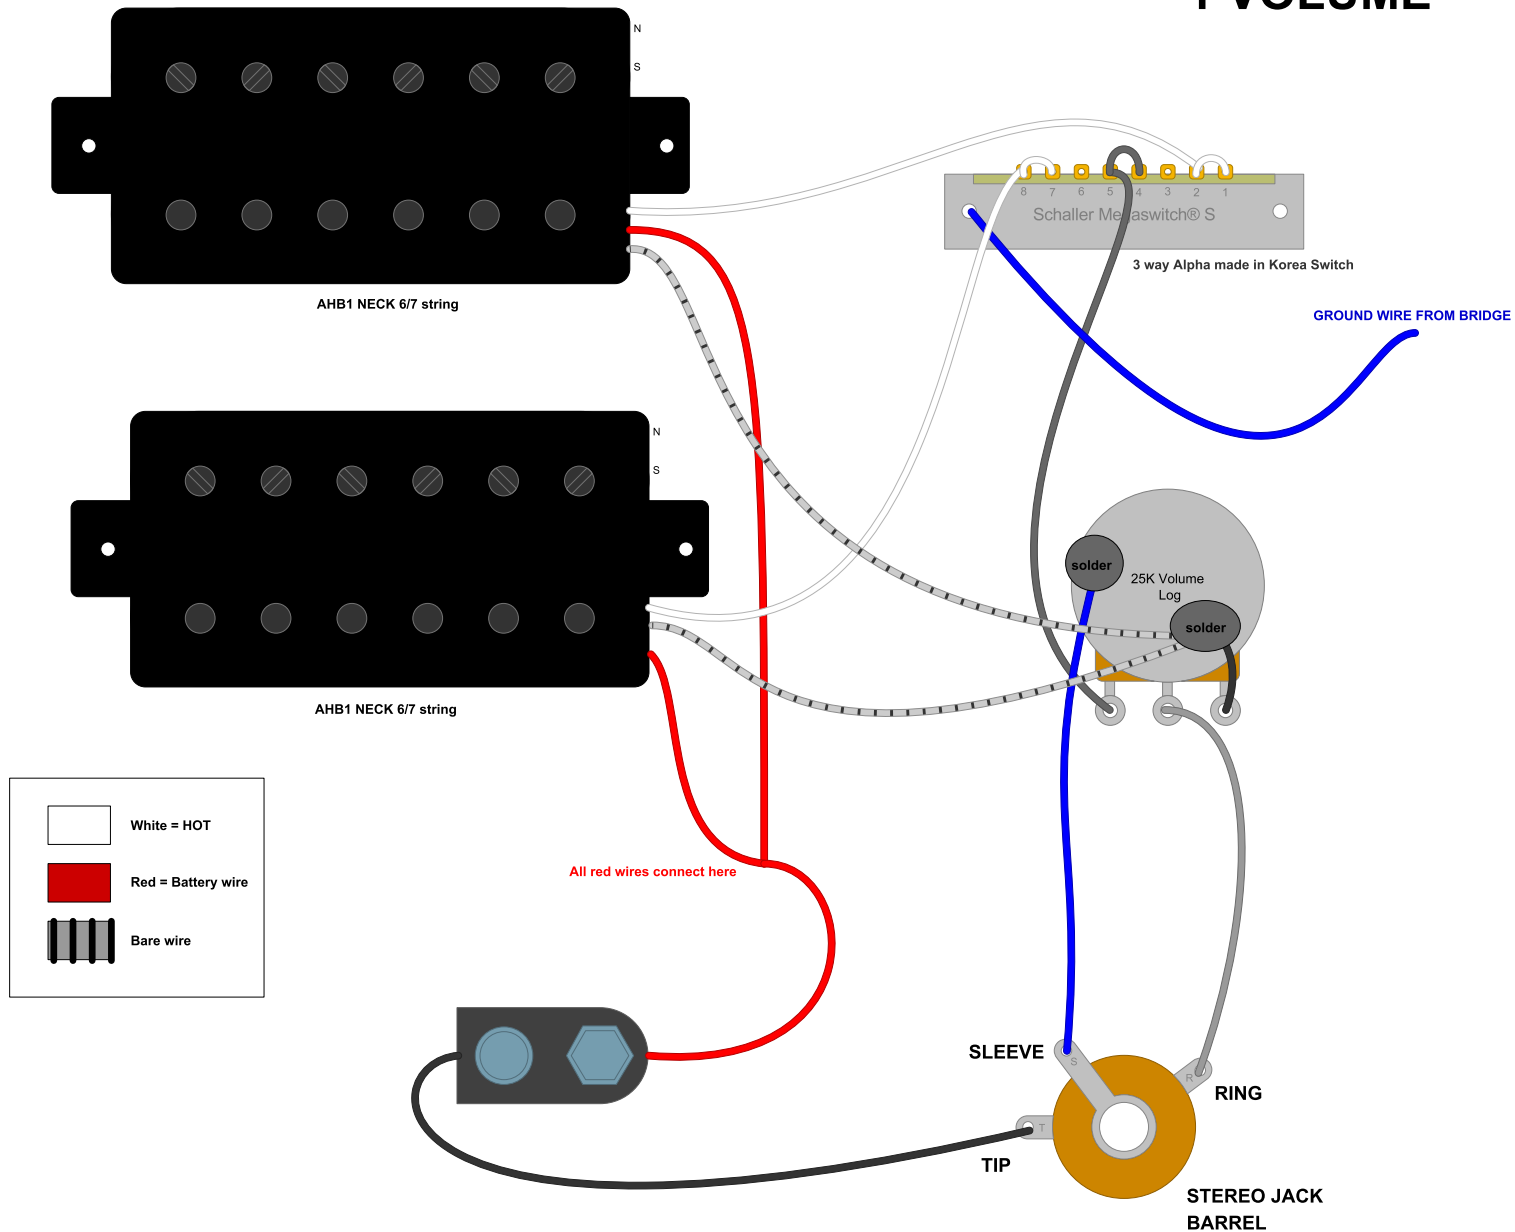 1 VOLUME
N
S
8 7 6 5 4 3 2 1
Schaller Megaswitch® S
3 way Alpha made in Korea Switch
AHB1 NECK 6/7 string
GROUND WIRE FROM BRIDGE
N
S
solder
25K Volume
Log
solder
AHB1 NECK 6/7 string
White = HOT
Red = Battery wire
Bare wire
All red wires connect here
SLEEVE
S
R
RING
T
TIP
STEREO JACK
BARREL